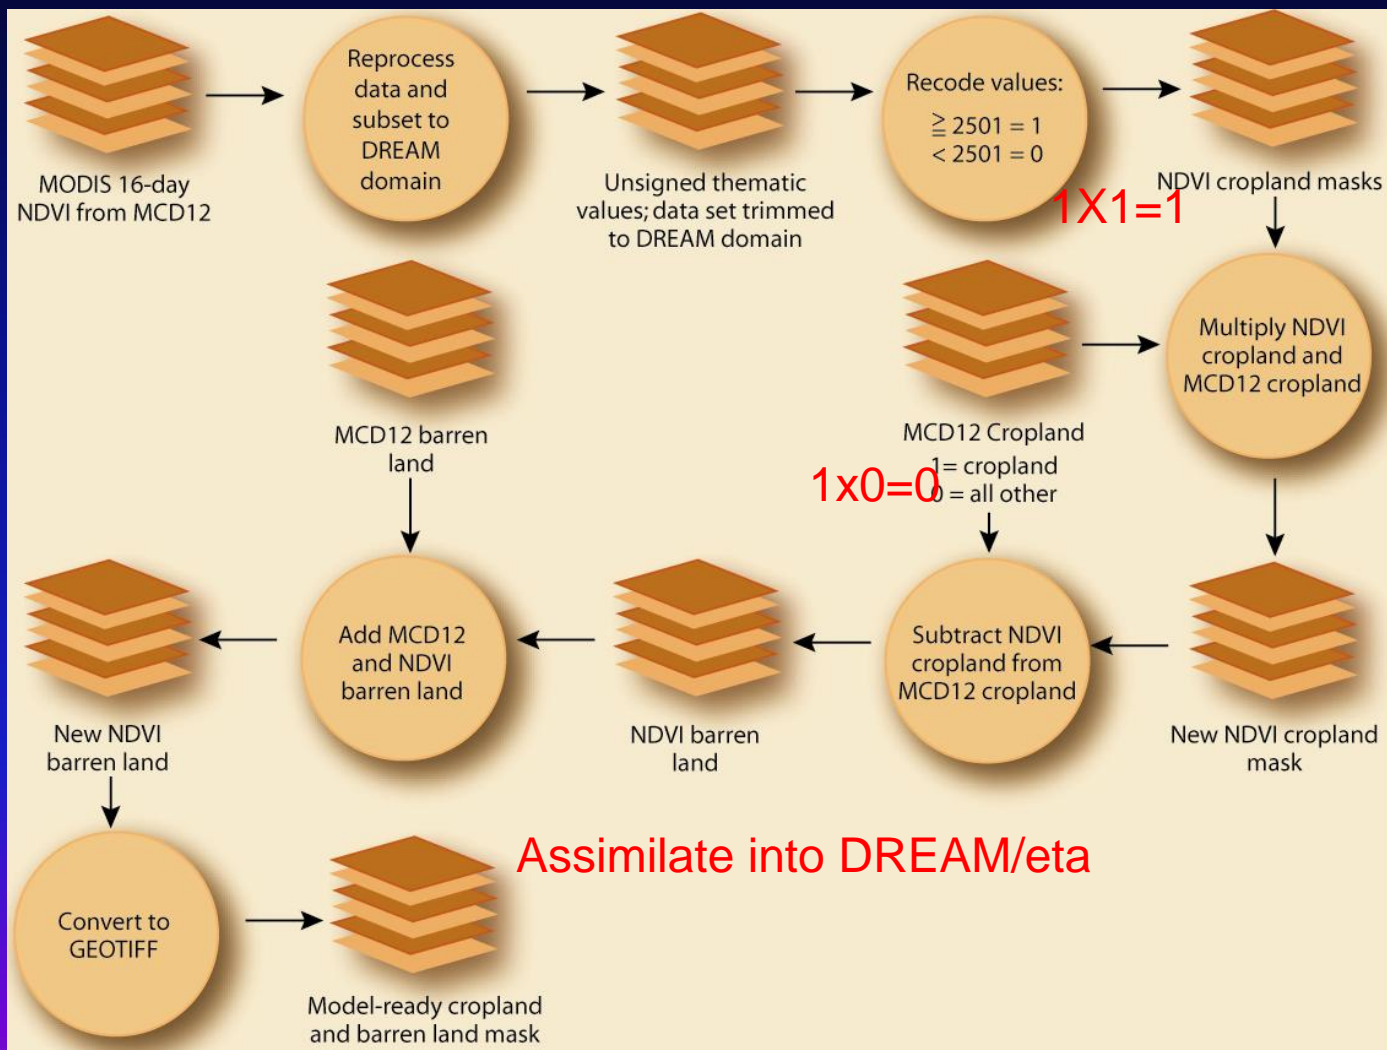 MODIS 16-day
NDVI from MCD12
Reprocess
data and
subset to
DREAM
domain
Unsigned thematic
values; data set trimmed
to DREAM domain
Recode values:
≧ 2501 = 1
< 2501 = 0
1X1=1
NDVI cropland masks
MCD12 barren
land
MCD12 Cropland
1= cropland
0 = all other
1x0=0
Multiply NDVI
cropland and
MCD12 cropland
New NDVI
barren land
Add MCD12
and NDVI
barren land
NDVI barren
land
Subtract NDVI
cropland from
MCD12 cropland
New NDVI cropland
mask
Assimilate into DREAM/eta
Convert to
GEOTIFF
Model-ready cropland
and barren land mask